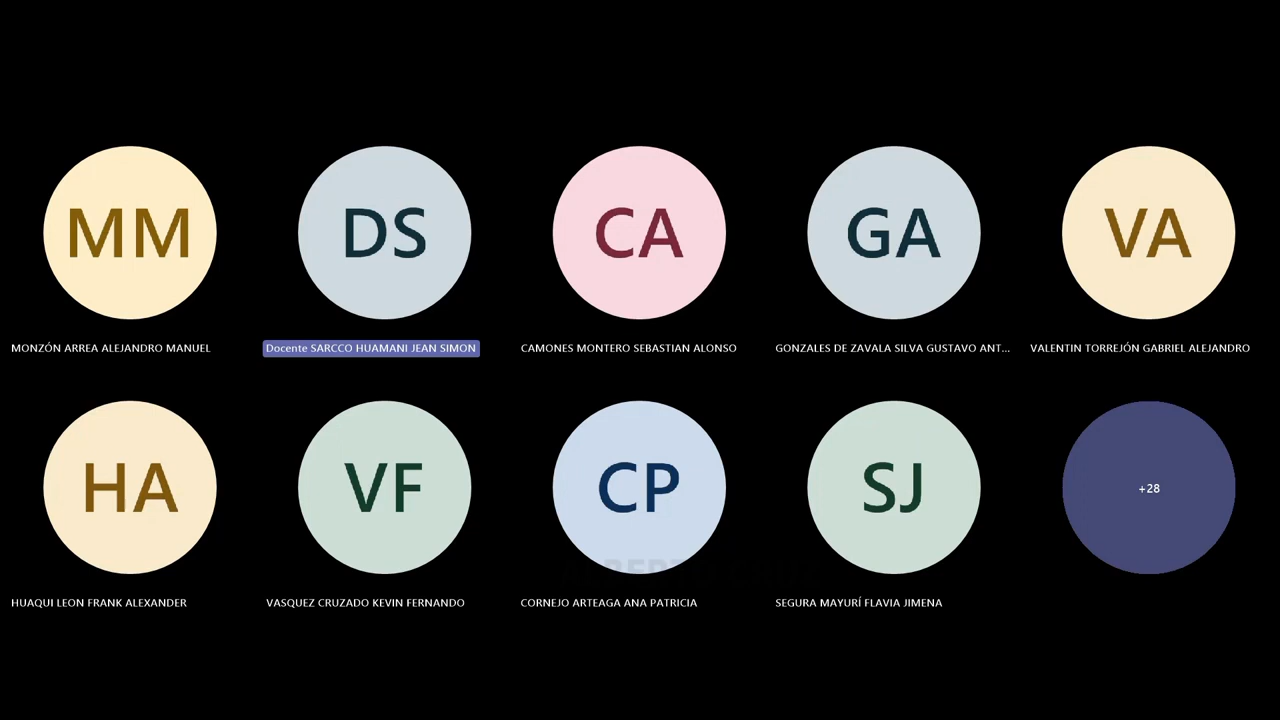 MM
DS
CA
GA
VA
MONZÓN ARREA ALEJANDRO MANUEL
Docente SARCCO HUAMANI JEAN SIMON
CAMONES MONTERO SEBASTIAN ALONSO
GONZALES DE ZAVALA SILVA GUSTAVO ANT...
VALENTIN TORREJÓN GABRIEL ALEJANDRO
HA
VF
CP
SJ
+28
HUAQUI LEON FRANK ALEXANDER
VASQUEZ CRUZADO KEVIN FERNANDO
CORNEJO ARTEAGA ANA PATRICIA
SEGURA MAYURÍ FLAVIA JIMENA